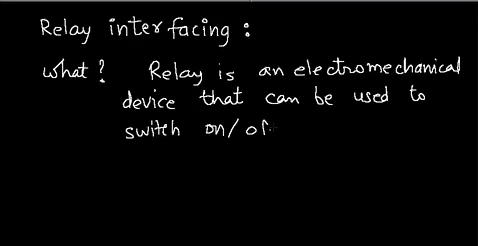 Relay interfacing :
What ? Relay is an electromechanical
device that can be used to
switch on/of